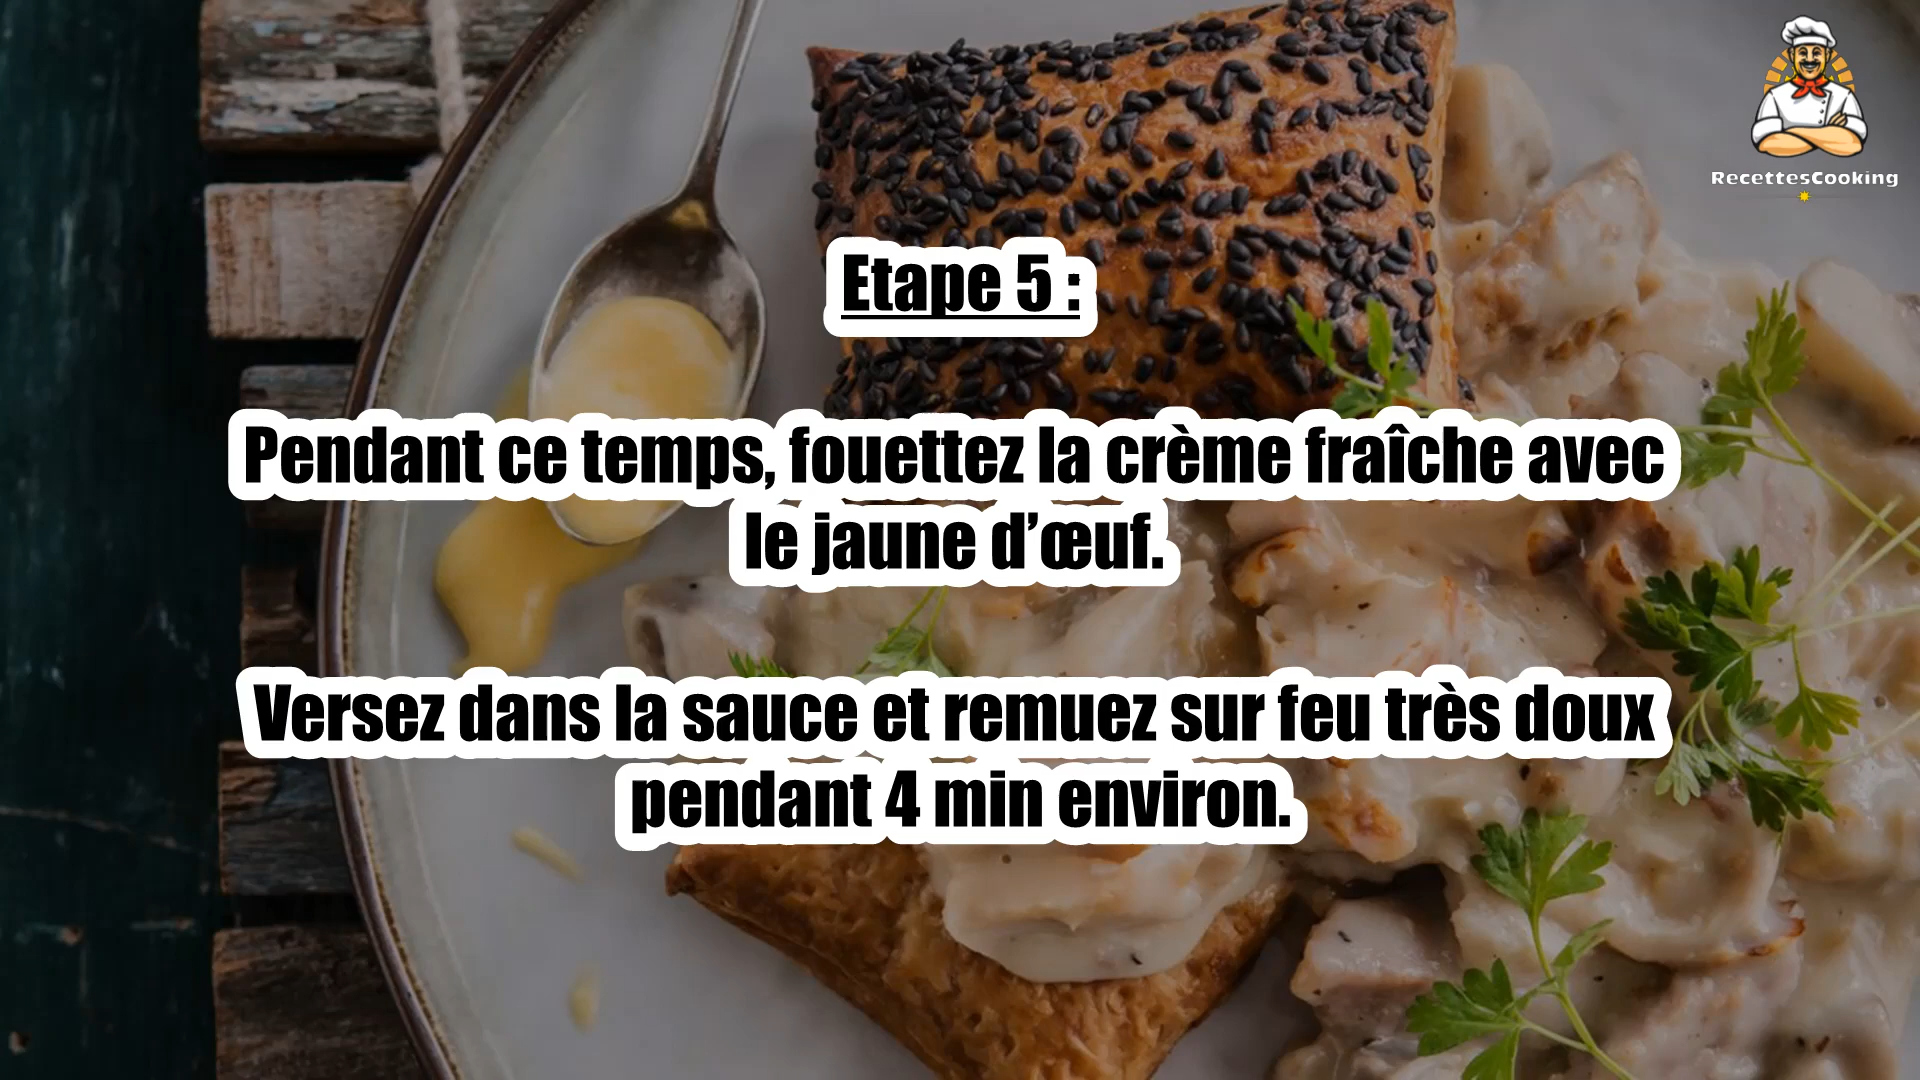 RecettesCooking
Etape 5 :
Pendant ce temps, fouettez la crème fraîche avec
le jaune d’œuf.
Versez dans la sauce et remuez sur feu très doux
pendant 4 min environ.